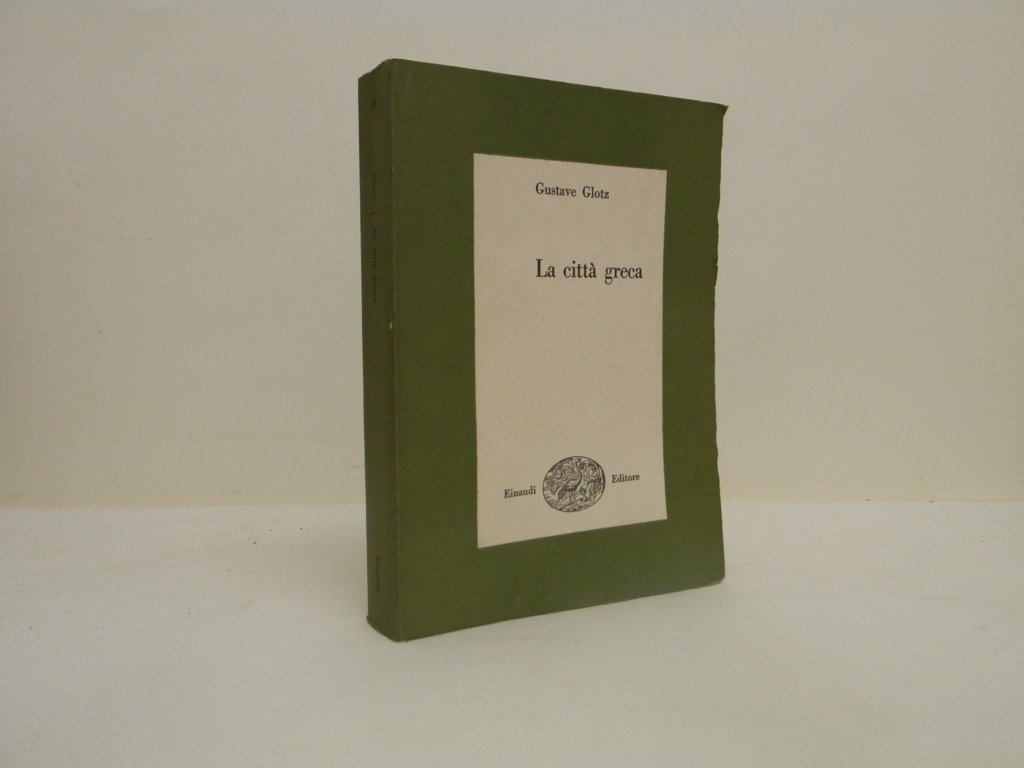 Gustave Glotz
La città greca
Einaudi Editore